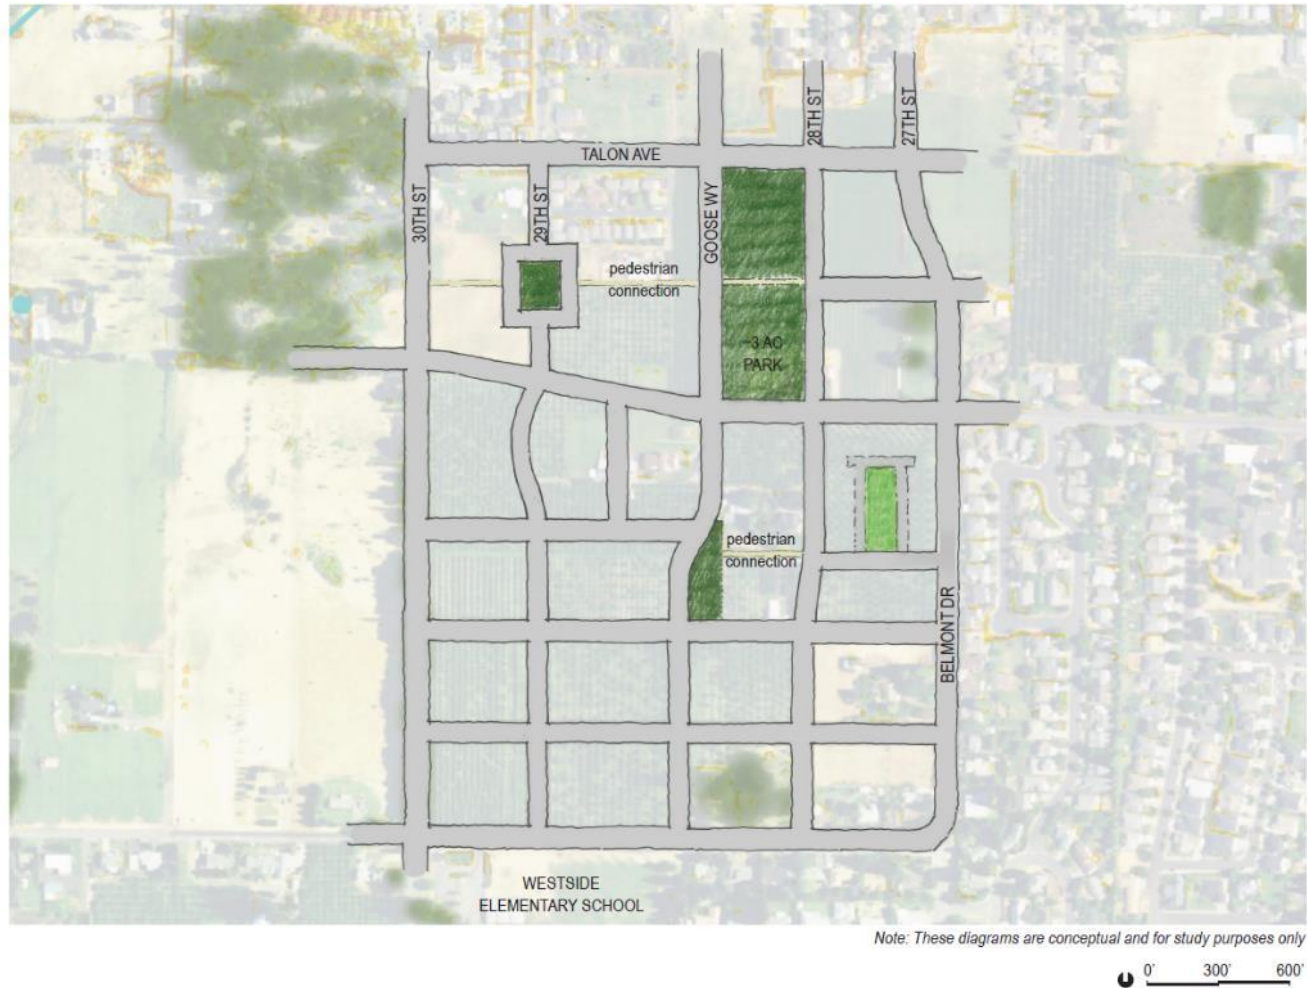 28TH ST
27TH ST
TALON AVE
30TH ST
29TH ST
GOOSE WY
pedestrian
connection
~3 AC
PARK
pedestrian
connection
BELMONT DR
WESTSIDE
ELEMENTARY SCHOOL
Note: These diagrams are conceptual and for study purposes only
0' 300' 600'